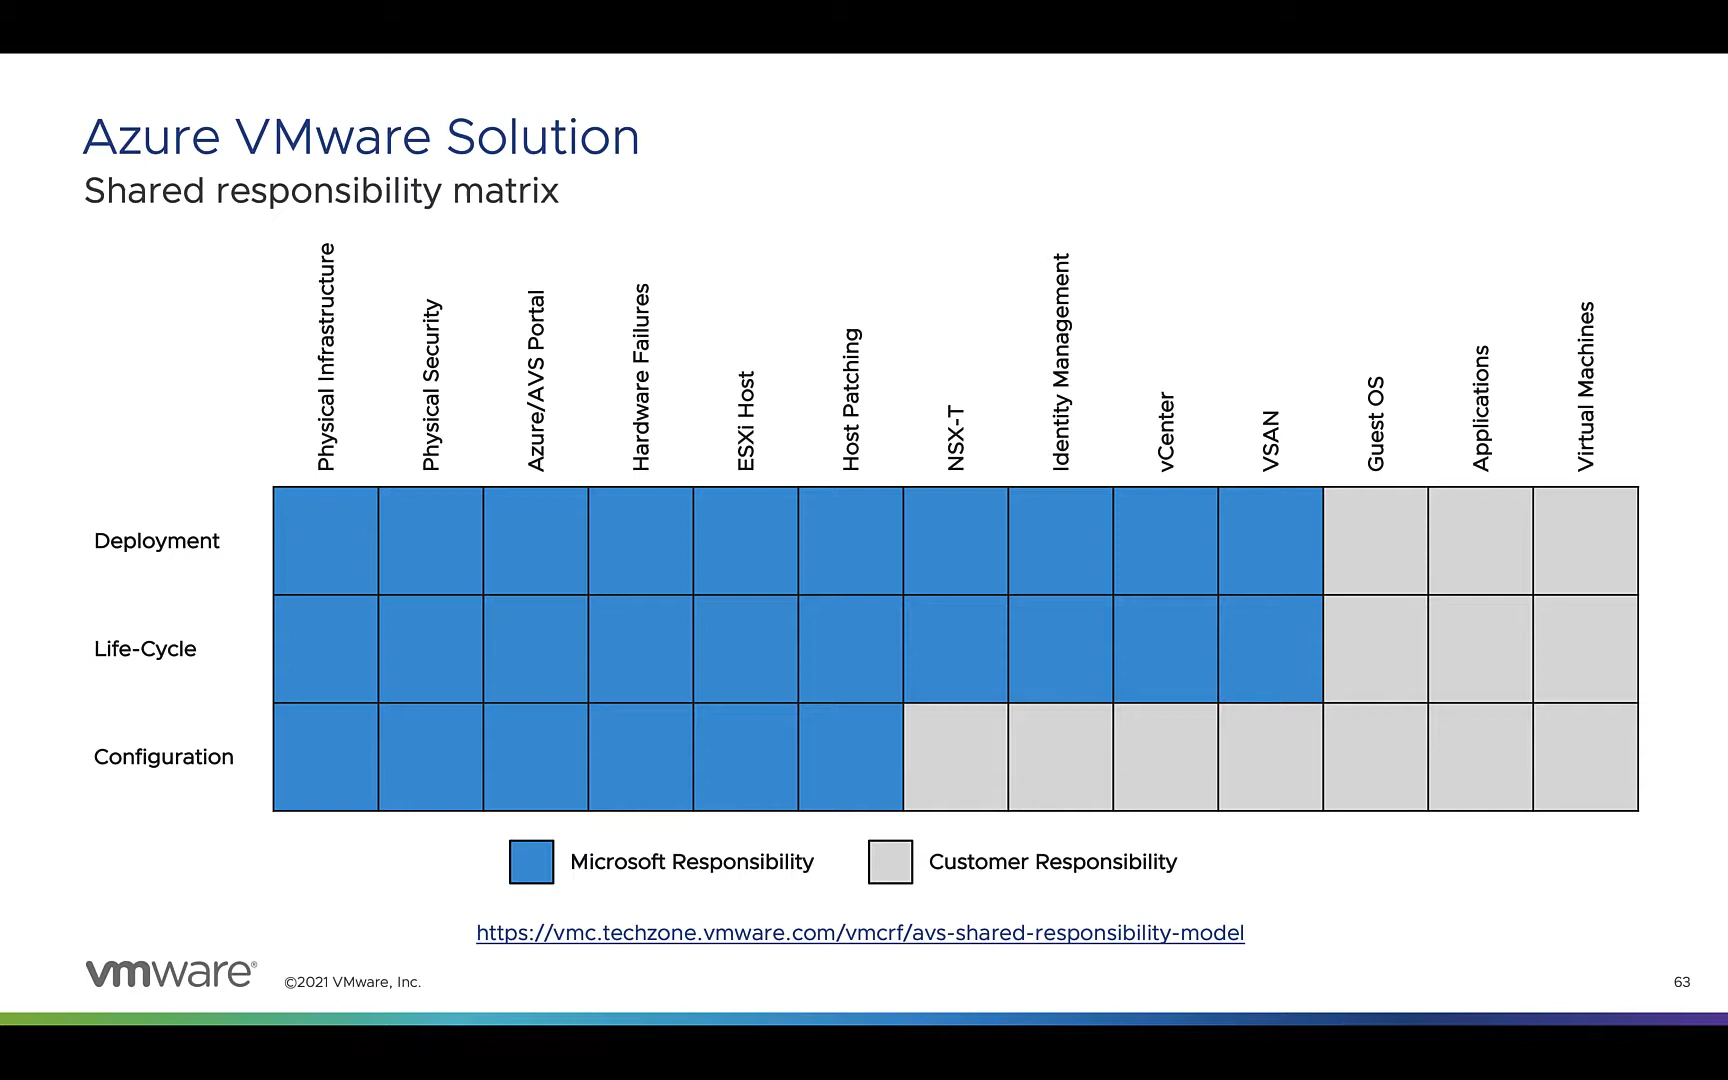 Azure VMware Solution
Shared responsibility matrix
Physical Infrastructure
Physical Security
Azure/AVS Portal
Hardware Failures
ESXi Host
Host Patching
NSX-T
Identity Management
vCenter
VSAN
Guest OS
Applications
Virtual Machines
Deployment
Life-Cycle
Configuration
Microsoft Responsibility
Customer Responsibility
https://vmc.techzone.vmware.com/vmcrf/avs-shared-responsibility-model
vmware®
©2021 VMware, Inc.
63